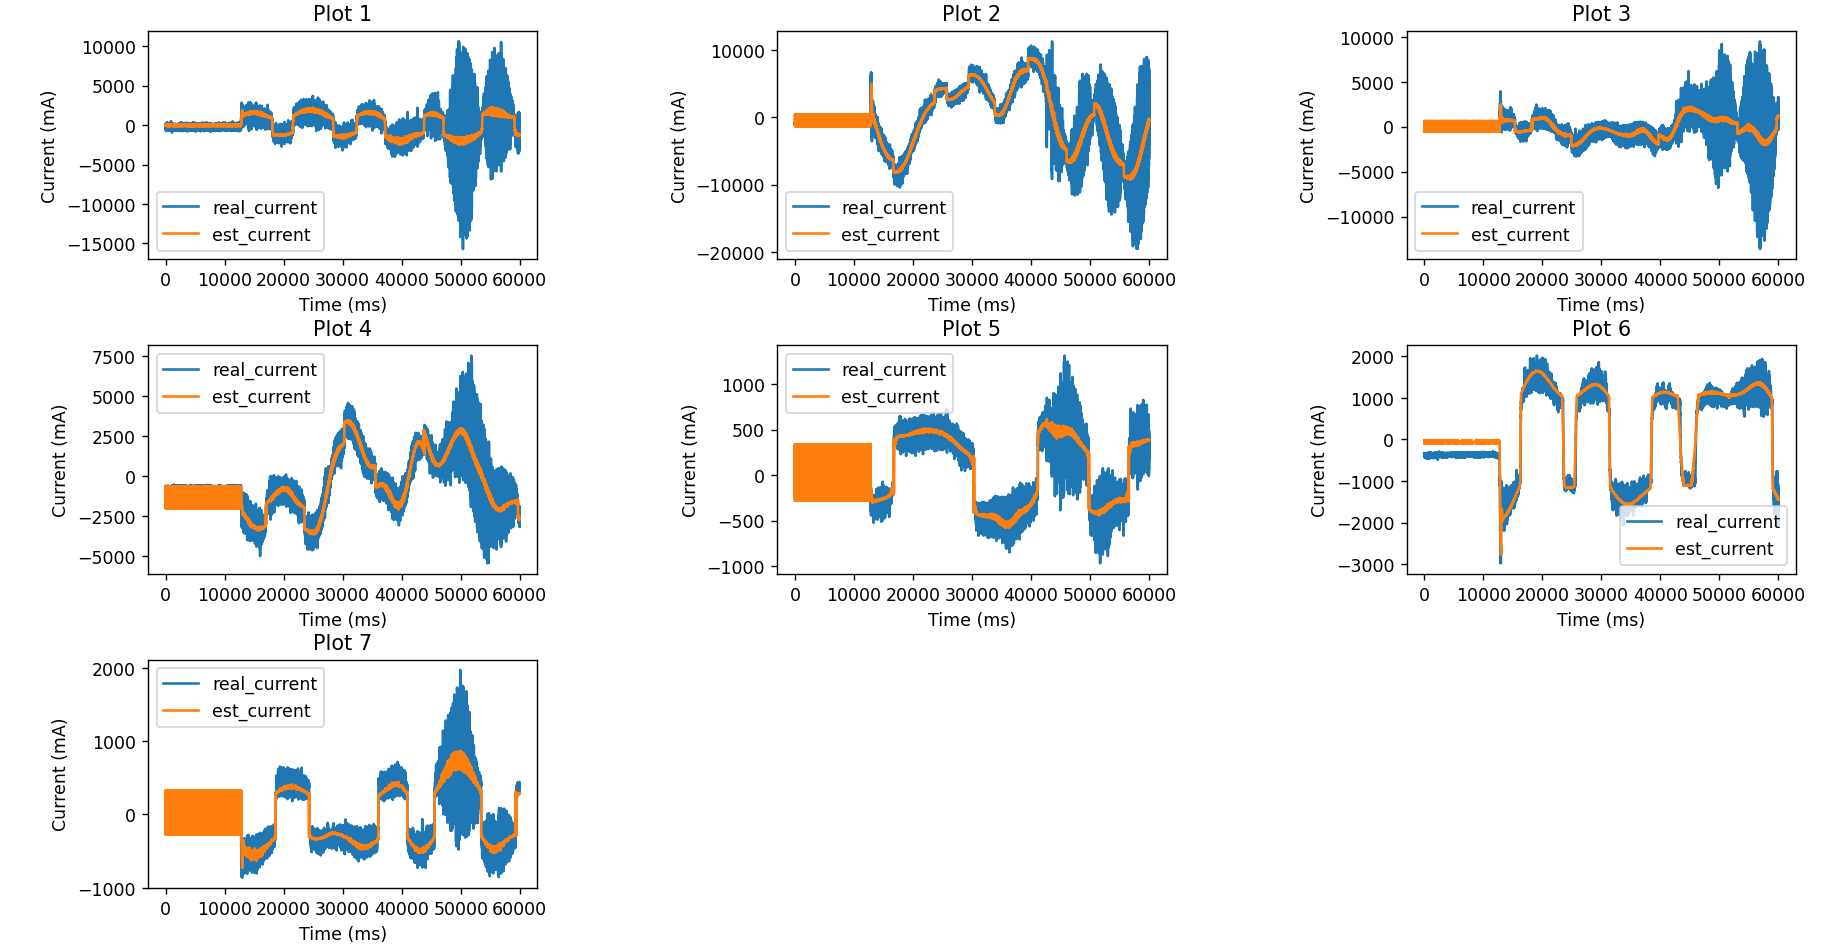 Plot 1
10000
5000
0
−5000
−10000
−15000
Current (mA)
real_current
est_current
0 10000 20000 30000 40000 50000 60000
Time (ms)
Plot 2
10000
0
−10000
−20000
Current (mA)
real_current
est_current
0 10000 20000 30000 40000 50000 60000
Time (ms)
Plot 3
10000
5000
0
−5000
−10000
Current (mA)
real_current
est_current
0 10000 20000 30000 40000 50000 60000
Time (ms)
Plot 4
7500
5000
2500
0
−2500
−5000
Current (mA)
real_current
est_current
0 10000 20000 30000 40000 50000 60000
Time (ms)
Plot 5
1000
500
0
−500
−1000
Current (mA)
real_current
est_current
0 10000 20000 30000 40000 50000 60000
Time (ms)
Plot 6
2000
1000
0
−1000
−2000
−3000
Current (mA)
real_current
est_current
0 10000 20000 30000 40000 50000 60000
Time (ms)
Plot 7
2000
1000
0
−1000
Current (mA)
real_current
est_current
0 10000 20000 30000 40000 50000 60000
Time (ms)